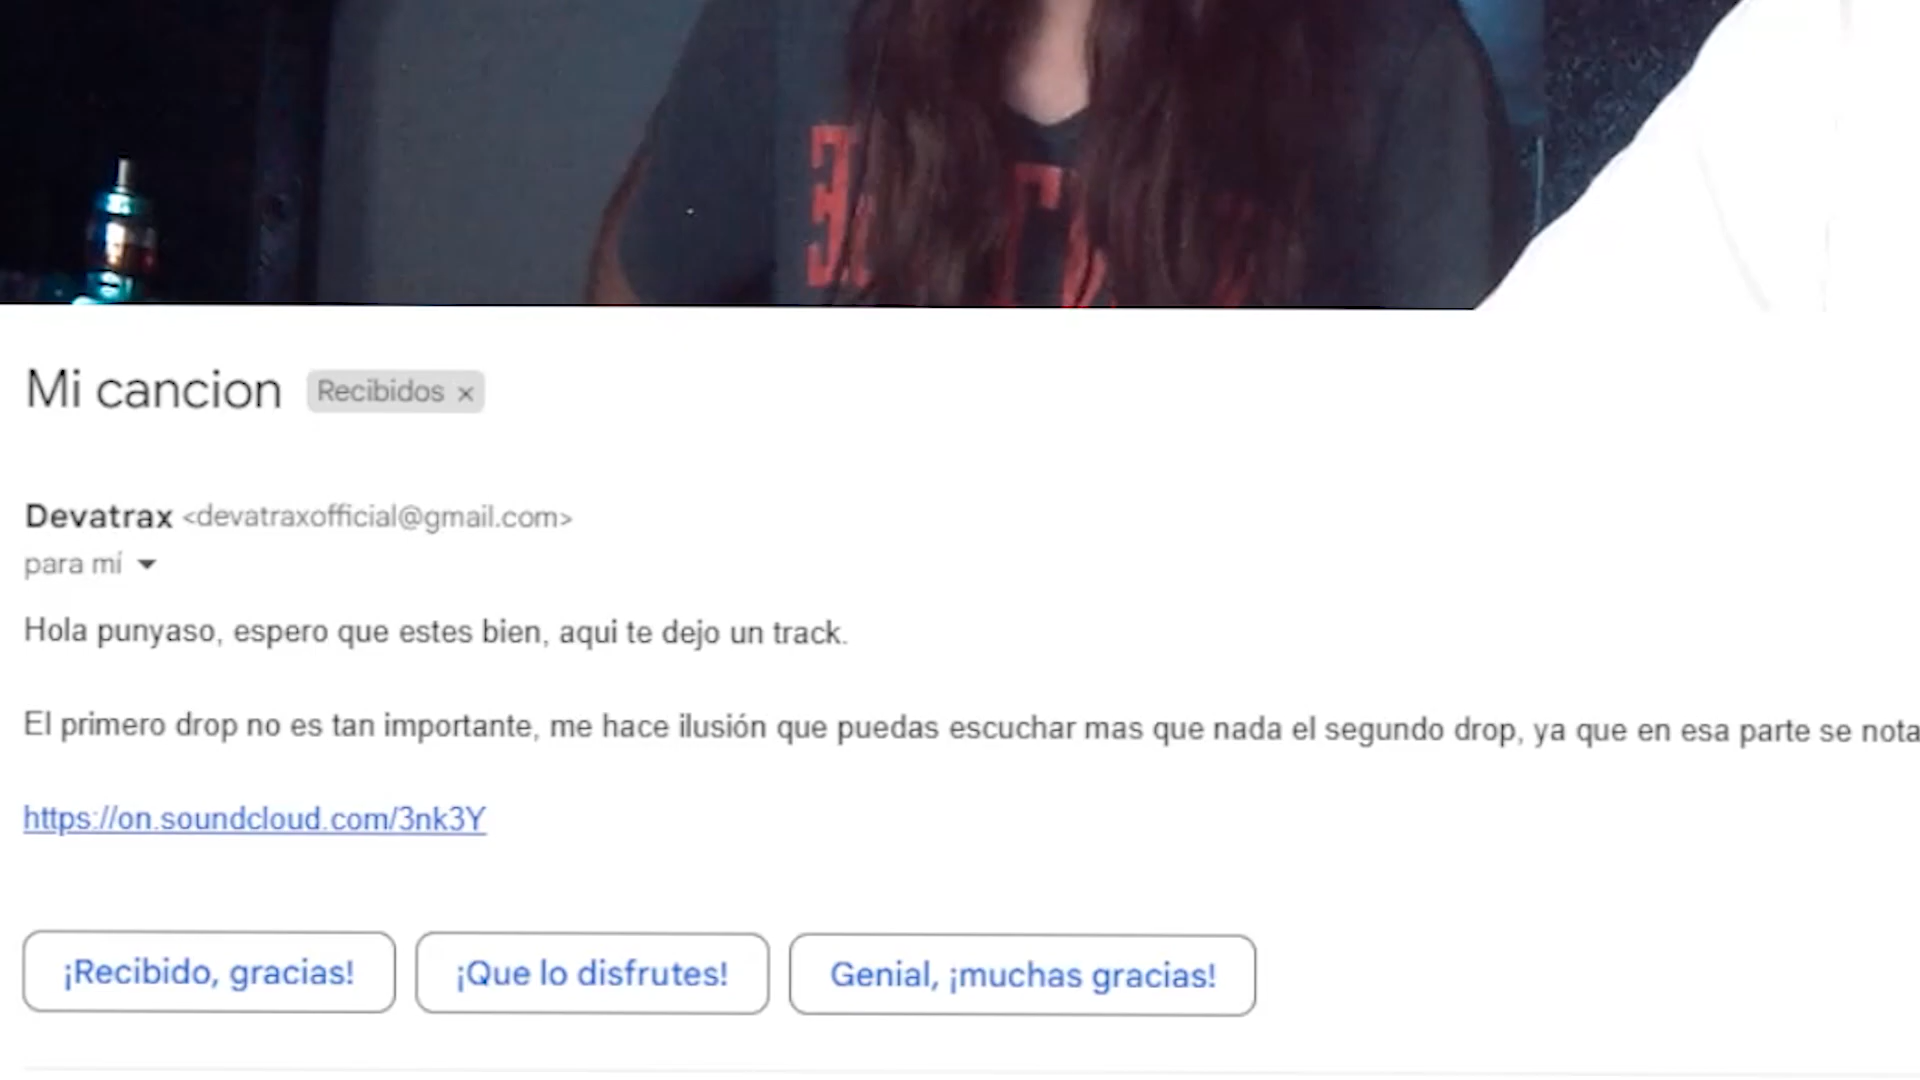 Mi cancion Recibidos ×
Devatrax <devatraxofficial@gmail.com>
para mí
Hola punyaso, espero que estes bien, aqui te dejo un track.
El primero drop no es tan importante, me hace ilusión que puedas escuchar mas que nada el segundo drop, ya que en esa parte se nota
https://on.soundcloud.com/3nk3Y
¡Recibido, gracias! ¡Que lo disfrutes! Genial, ¡muchas gracias!